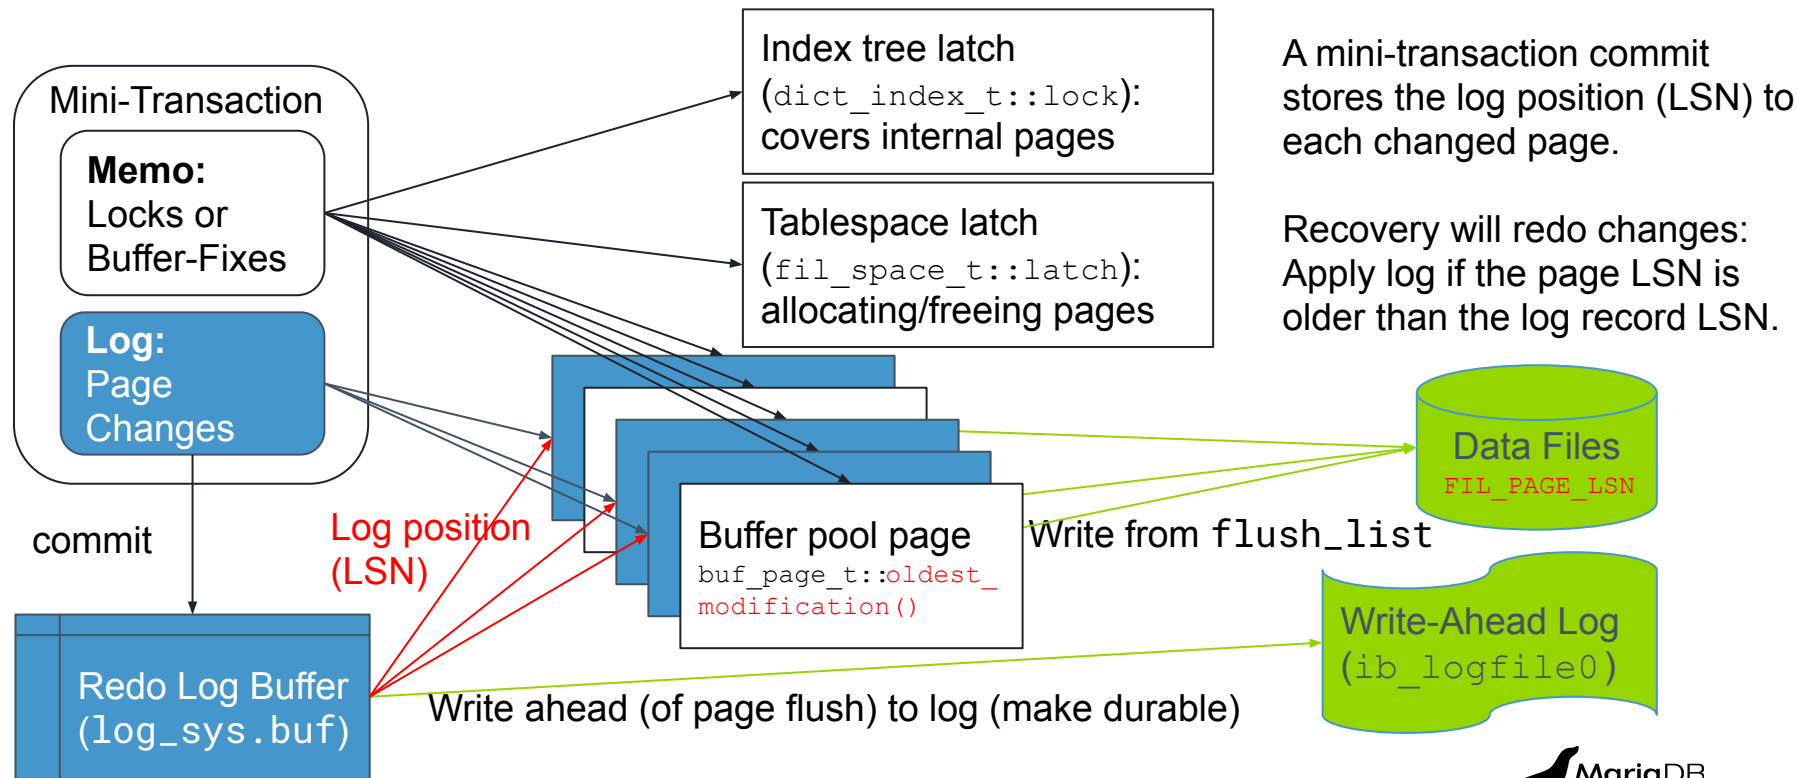 Mini-Transaction
Memo:
Locks or
Buffer-Fixes
Log:
Page
Changes
commit
Redo Log Buffer
(log_sys.buf)
Log position
(LSN)
Index tree latch
(dict_index_t::lock):
covers internal pages
Tablespace latch
(fil_space_t::latch):
allocating/freeing pages
Buffer pool page
buf_page_t::oldest_
modification()
Write from flush_list
Write ahead (of page flush) to log (make durable)
A mini-transaction commit
stores the log position (LSN) to
each changed page.
Recovery will redo changes:
Apply log if the page LSN is
older than the log record LSN.
Data Files
FIL_PAGE_LSN
Write-Ahead Log
(ib_logfile0)
MariaDB